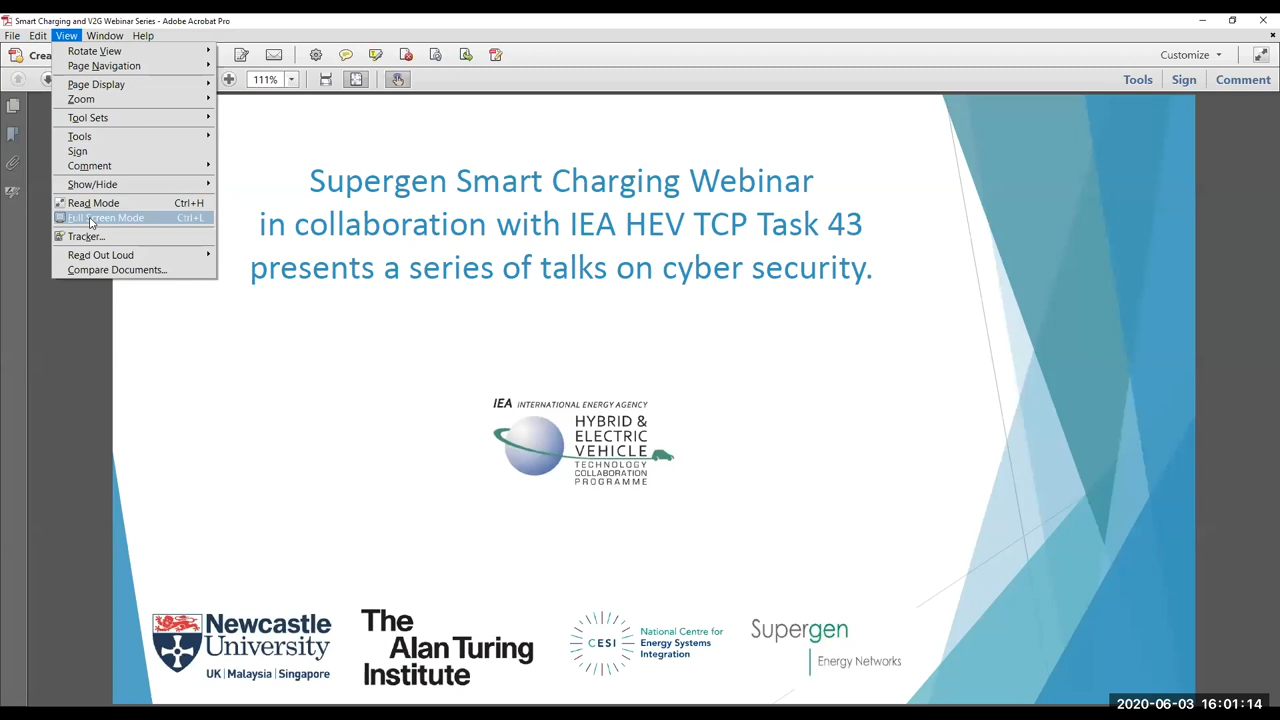 Smart Charging and V2G Webinar Series - Adobe Acrobat Pro
File Edit View Window Help
Crea
Customize
111%
Tools Sign Comment
Rotate View
Page Navigation
Page Display
Zoom
Tool Sets
Tools
Sign
Comment
Show/Hide
Read Mode Ctrl+H
Full Screen Mode Ctrl+L
Tracker...
Read Out Loud
Compare Documents...
Supergen Smart Charging Webinar
in collaboration with IEA HEV TCP Task 43
presents a series of talks on cyber security.
IEA INTERNATIONAL ENERGY AGENCY
HYBRID &
ELECTRIC
VEHICLE
TECHNOLOGY
COLLABORATION
PROGRAMME
Newcastle
University
UK | Malaysia | Singapore
The
Alan Turing
Institute
CESI
National Centre for
Energy Systems
Integration
Supergen
Energy Networks
2020-06-03 16:01:14